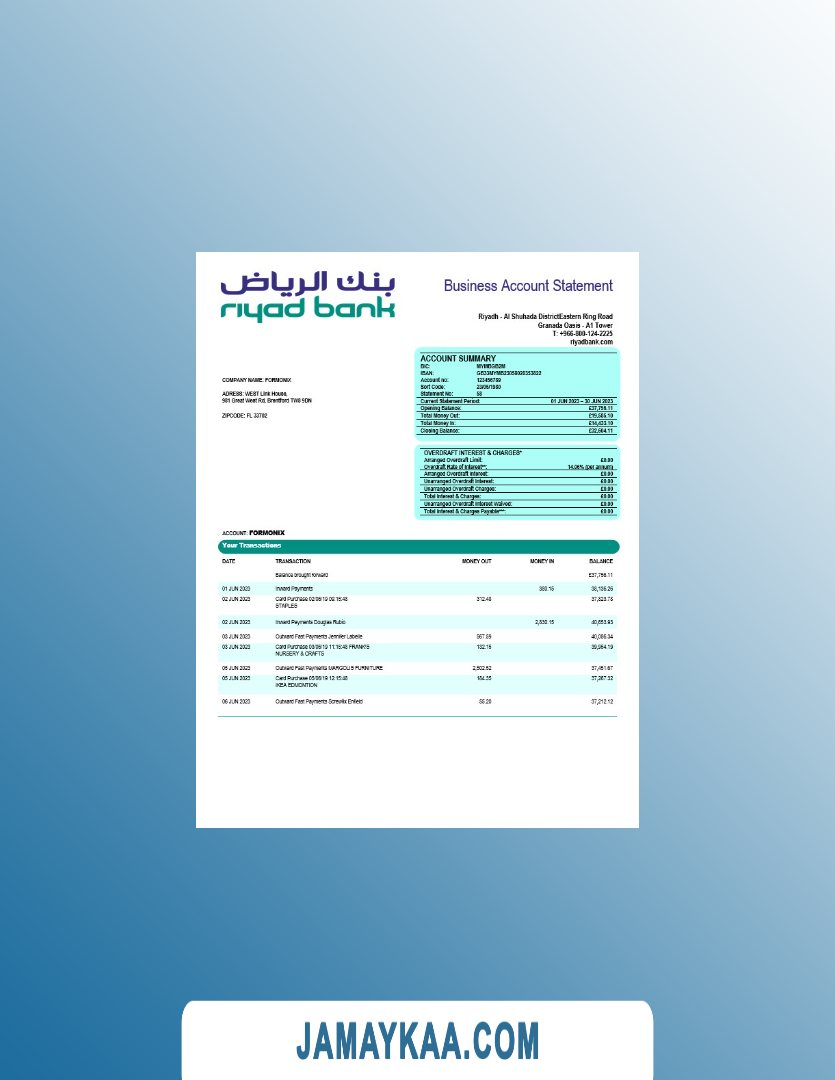 بنك الرياض
riyad bank
Business Account Statement
Riyadh - Al Shuhada DistrictEastern Ring Road
Granada Oasis - A1 Tower
T: +966-800-124-2225
riyadbank.com
COMPANY NAME: FORMONIX
ADRESS: WEST Link House,
981 Great West Rd, Brentford TW8 9DN
ZIPCODE: FL 33702
ACCOUNT SUMMARY
BIC: MYMBGB2M
IBAN: GB33MYMB23058020353832
Account no: 123456789
Sort Code: 23/05/1980
Statement No: 58
Current Statement Period: 01 JUN 2023 – 30 JUN 2023
Opening Balance: £37,756.11
Total Money Out: £19,585.10
Total Money In: £14,433.10
Closing Balance: £32,604.11
OVERDRAFT INTEREST & CHARGES*
Arranged Overdraft Limit: £0.00
Overdraft Rate of Interest**: 14.06% (per annum)
Arranged Overdraft Interest: £0.00
Unarranged Overdraft Interest: £0.00
Unarranged Overdraft Charges: £0.00
Total Interest & Charges: £0.00
Unarranged Overdraft Interest Waived: £0.00
Total Interest & Charges Payable***: £0.00
ACCOUNT: FORMONIX
Your Transactions
DATE TRANSACTION MONEY OUT MONEY IN BALANCE
Balance brought forward £37,756.11
01 JUN 2023 Inward Payments 380.15 38,136.26
02 JUN 2023 Card Purchase 02/06/19 09:15:48 312.48 37,823.78
STAPLES
02 JUN 2023 Inward Payments Douglas Rubio 2,830.15 40,653.93
03 JUN 2023 Outward Fast Payments Jennifer Labelle 567.59 40,086.34
03 JUN 2023 Card Purchase 03/06/19 11:15:48 FRANK'S 132.15 39,954.19
NURSERY & CRAFTS
05 JUN 2023 Outward Fast Payments MARGOLIS FURNITURE 2,502.52 37,451.67
05 JUN 2023 Card Purchase 05/06/19 12:15:48 184.35 37,267.32
IKEA EDMONTION
06 JUN 2023 Outward Fast Payments Screwfix Enfield 55.20 37,212.12
JAMAYKAA.COM